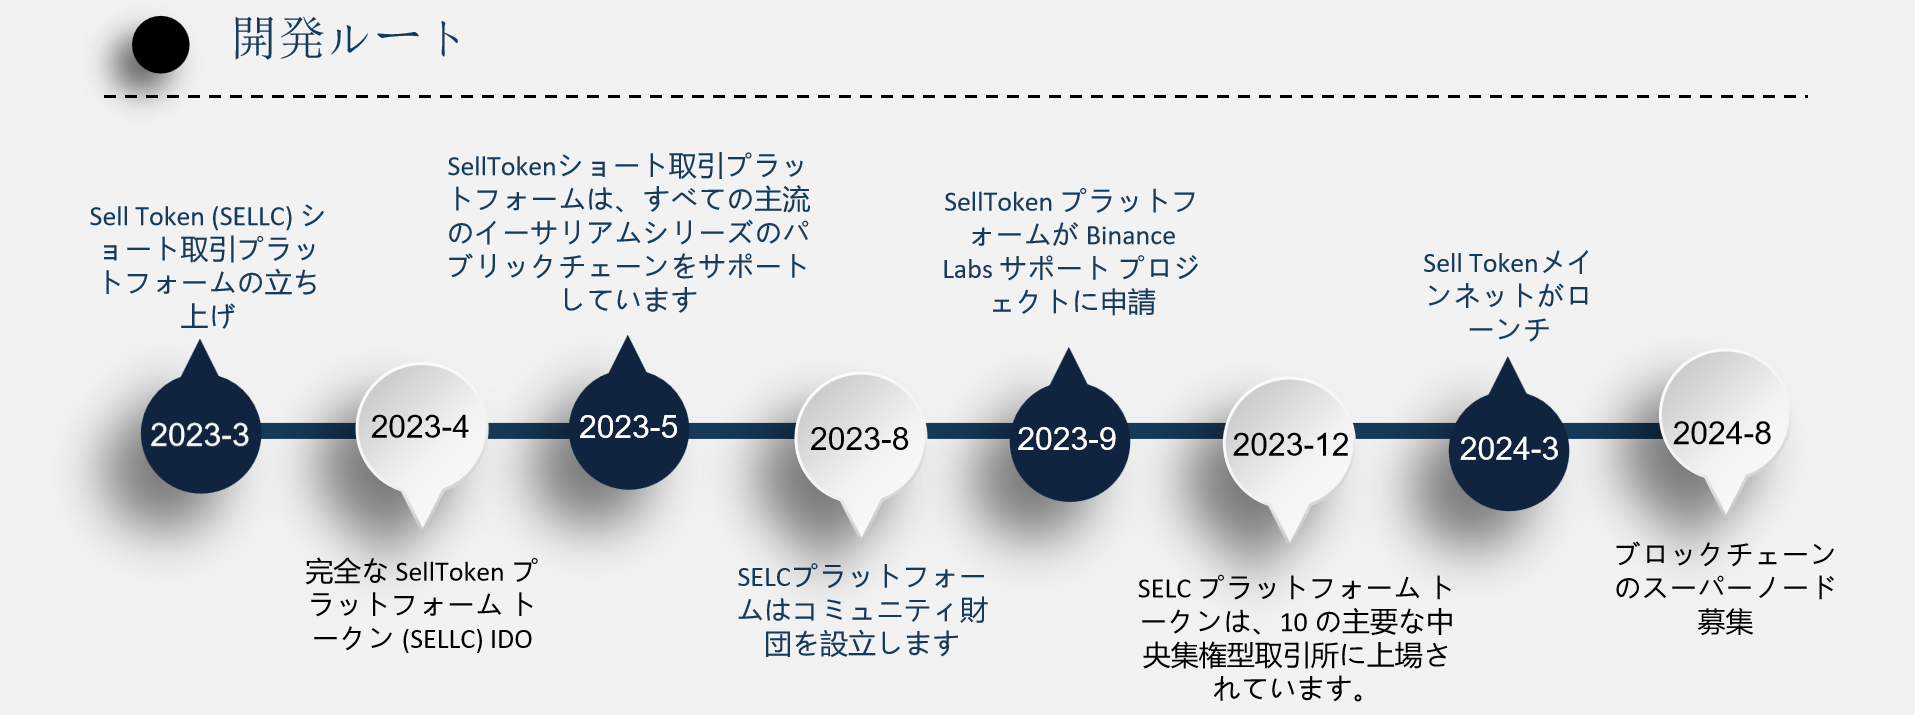 開発ルート
Sell Token (SELLC) シ
ョート取引プラッ
トフォームの立ち
上げ
2023-3
2023-4
完全な SellToken プ
ラットフォーム ト
ークン (SELLC) IDO
SellTokenショート取引プラッ
トフォームは、すべての主流
のイーサリアムシリーズのパ
ブリックチェーンをサポート
しています
2023-5
2023-8
SELCプラットフォー
ムはコミュニティ財
団を設立します
SellToken プラットフ
ォームが Binance
Labs サポート プロジ
ェクトに申請
2023-9
2023-12
SELC プラットフォーム ト
ークンは、10 の主要な中
央集権型取引所に上場さ
れています。
Sell Tokenメイ
ンネットがロ
ーンチ
2024-3
2024-8
ブロックチェーン
のスーパーノード
募集